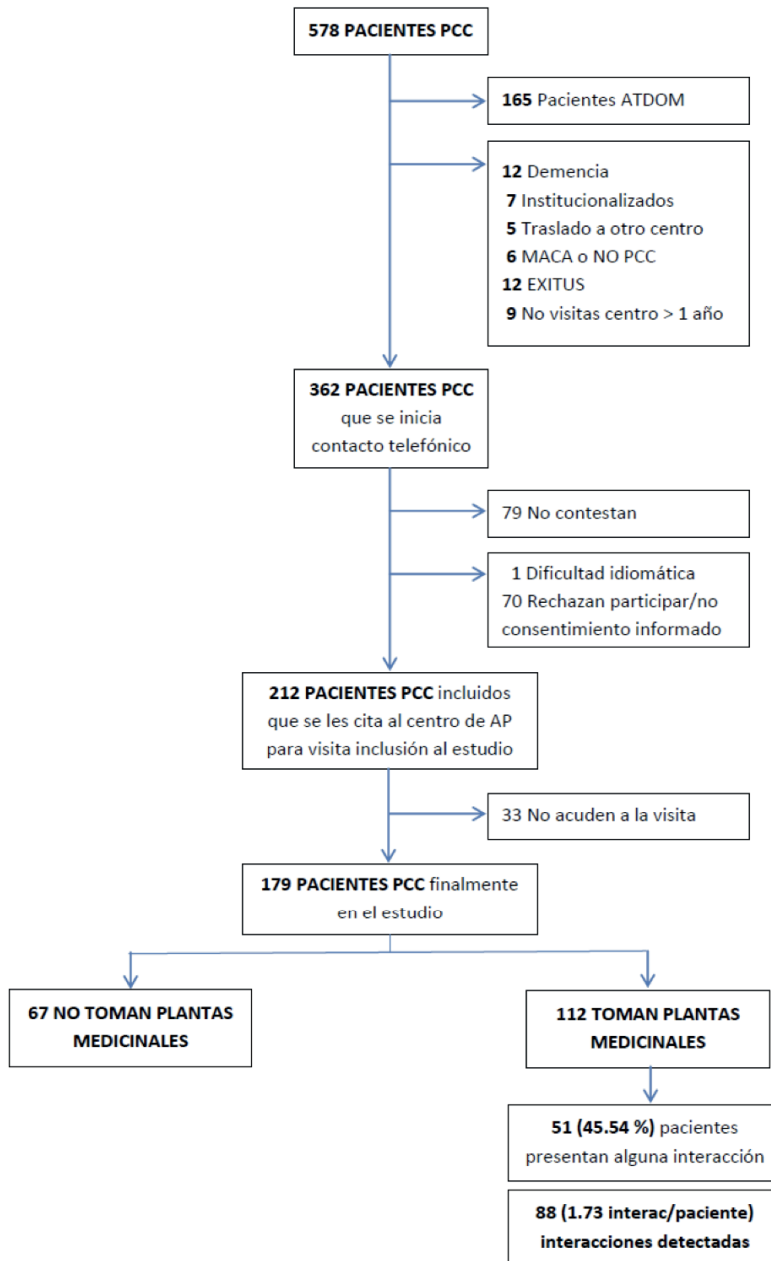 578 PACIENTES PCC
165 Pacientes ATDOM
12 Demencia
7 Institucionalizados
5 Traslado a otro centro
6 MACA o NO PCC
12 EXITUS
9 No visitas centro > 1 año
362 PACIENTES PCC
que se inicia
contacto telefónico
79 No contestan
1 Dificultad idiomática
70 Rechazan participar/no
consentimiento informado
212 PACIENTES PCC incluidos
que se les cita al centro de AP
para visita inclusión al estudio
33 No acuden a la visita
179 PACIENTES PCC finalmente
en el estudio
67 NO TOMAN PLANTAS
MEDICINALES
112 TOMAN PLANTAS
MEDICINALES
51 (45.54 %) pacientes
presentan alguna interacción
88 (1.73 interac/paciente)
interacciones detectadas